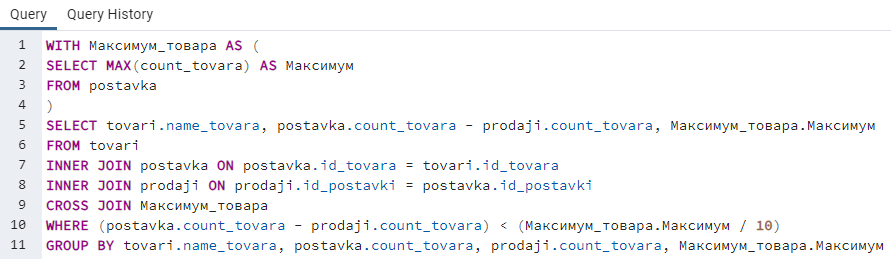 Query Query History
1 WITH Максимум_товара AS (
2 SELECT MAX(count_tovara) AS Максимум
3 FROM postavka
4 )
5 SELECT tovari.name_tovara, postavka.count_tovara - prodaji.count_tovara, Максимум_товара.Максимум
6 FROM tovari
7 INNER JOIN postavka ON postavka.id_tovara = tovari.id_tovara
8 INNER JOIN prodaji ON prodaji.id_postavki = postavka.id_postavki
9 CROSS JOIN Максимум_товара
10 WHERE (postavka.count_tovara - prodaji.count_tovara) < (Максимум_товара.Максимум / 10)
11 GROUP BY tovari.name_tovara, postavka.count_tovara, prodaji.count_tovara, Максимум_товара.Максимум